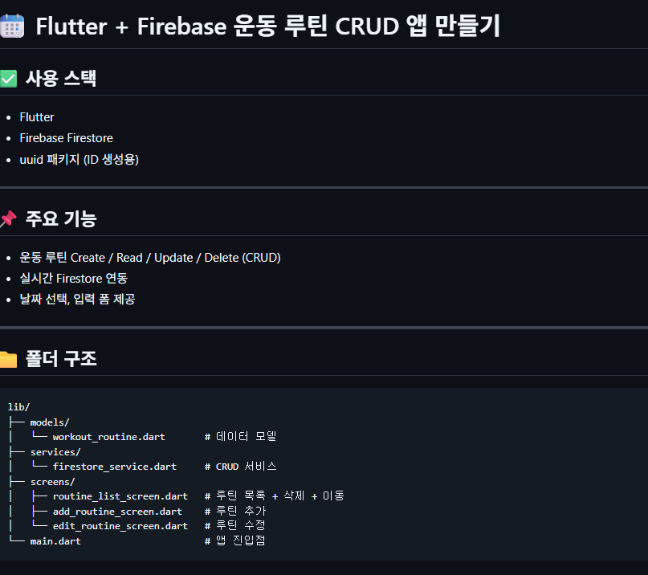 Flutter + Firebase 운동 루틴 CRUD 앱 만들기
사용 스택
• Flutter
• Firebase Firestore
• uuid 패키지 (ID 생성용)
주요 기능
• 운동 루틴 Create / Read / Update / Delete (CRUD)
• 실시간 Firestore 연동
• 날짜 선택, 입력 폼 제공
폴더 구조
lib/
├── models/
│   └── workout_routine.dart       # 데이터 모델
├── services/
│   └── firestore_service.dart     # CRUD 서비스
├── screens/
│   ├── routine_list_screen.dart   # 루틴 목록 + 삭제 + 이동
│   ├── add_routine_screen.dart    # 루틴 추가
│   └── edit_routine_screen.dart   # 루틴 수정
└── main.dart                      # 앱 진입점